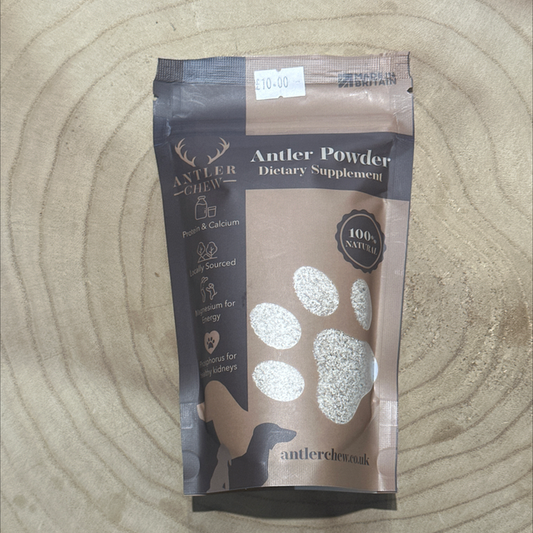 £10.00
MADE IN
BRITAIN
ANTLER
CHEW
Antler Powder
Dietary Supplement
Protein & Calcium
100%
NATURAL
Locally Sourced
Magnesium for
Energy
Phosphorus for
healthy kidneys
antlerchew.co.uk